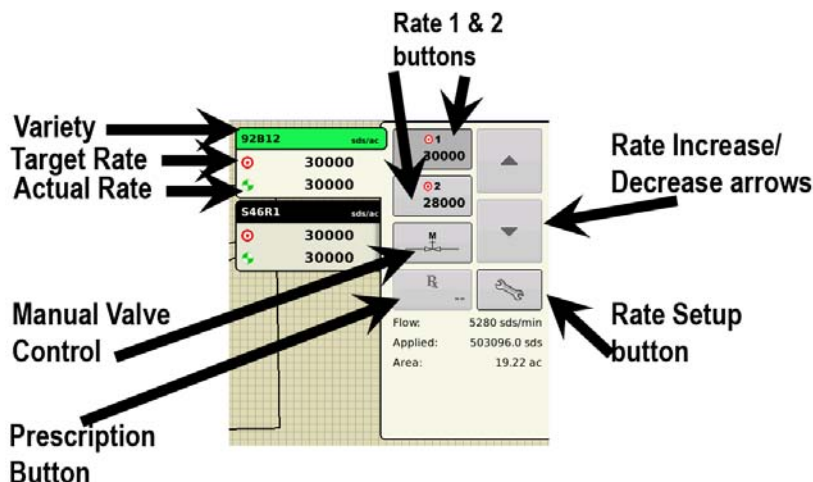 Rate 1 & 2
buttons
Variety
Target Rate
Actual Rate
92B12 sds/ac
30000
30000
S46R1 sds/ac
30000
30000
1
30000
2
28000
M
Rx
--
Flow: 5280 sds/min
Applied: 503096.0 sds
Area: 19.22 ac
Rate Increase/
Decrease arrows
Manual Valve
Control
Rate Setup
button
Prescription
Button